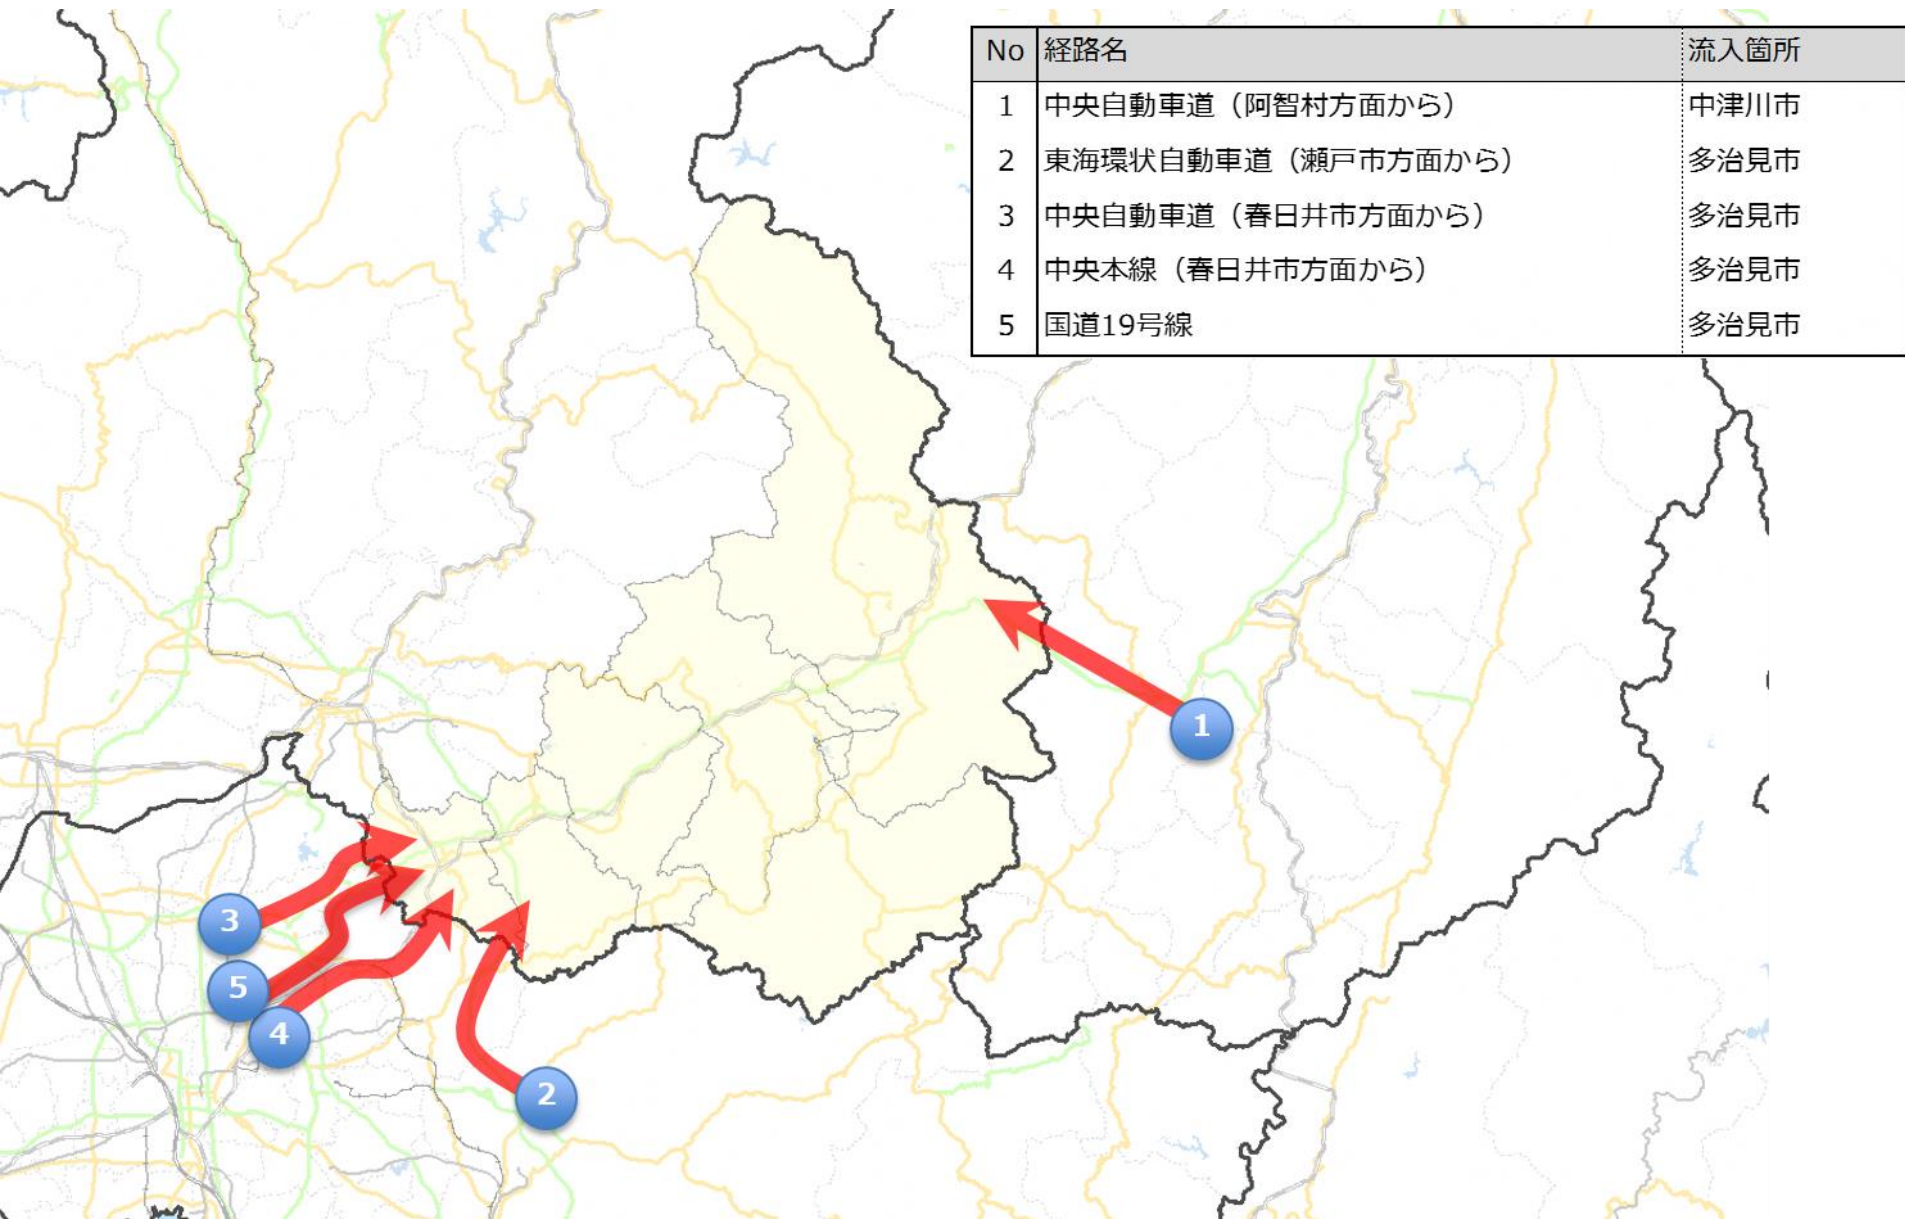 No 経路名 流入箇所
1 中央自動車道（阿智村方面から） 中津川市
2 東海環状自動車道（瀬戸市方面から） 多治見市
3 中央自動車道（春日井市方面から） 多治見市
4 中央本線（春日井市方面から） 多治見市
5 国道19号線 多治見市
1
3
5
4
2